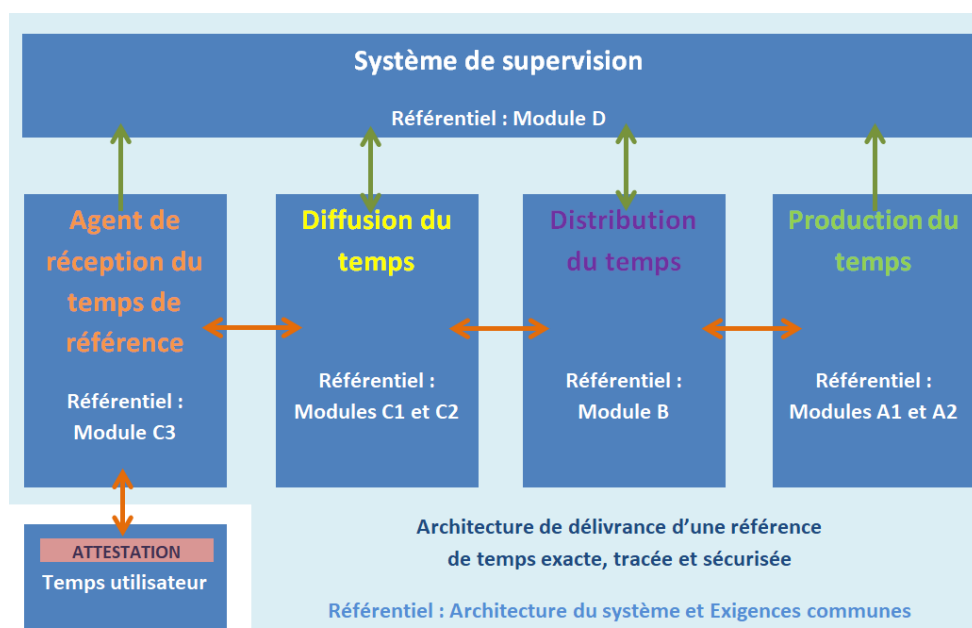 Système de supervision
Référentiel : Module D
Agent de
réception du
temps de
référence
Référentiel :
Module C3
Diffusion du
temps
Référentiel :
Modules C1 et C2
Distribution
du temps
Référentiel :
Module B
Production du
temps
Référentiel :
Modules A1 et A2
ATTESTATION
Temps utilisateur
Architecture de délivrance d’une référence
de temps exacte, tracée et sécurisée
Référentiel : Architecture du système et Exigences communes